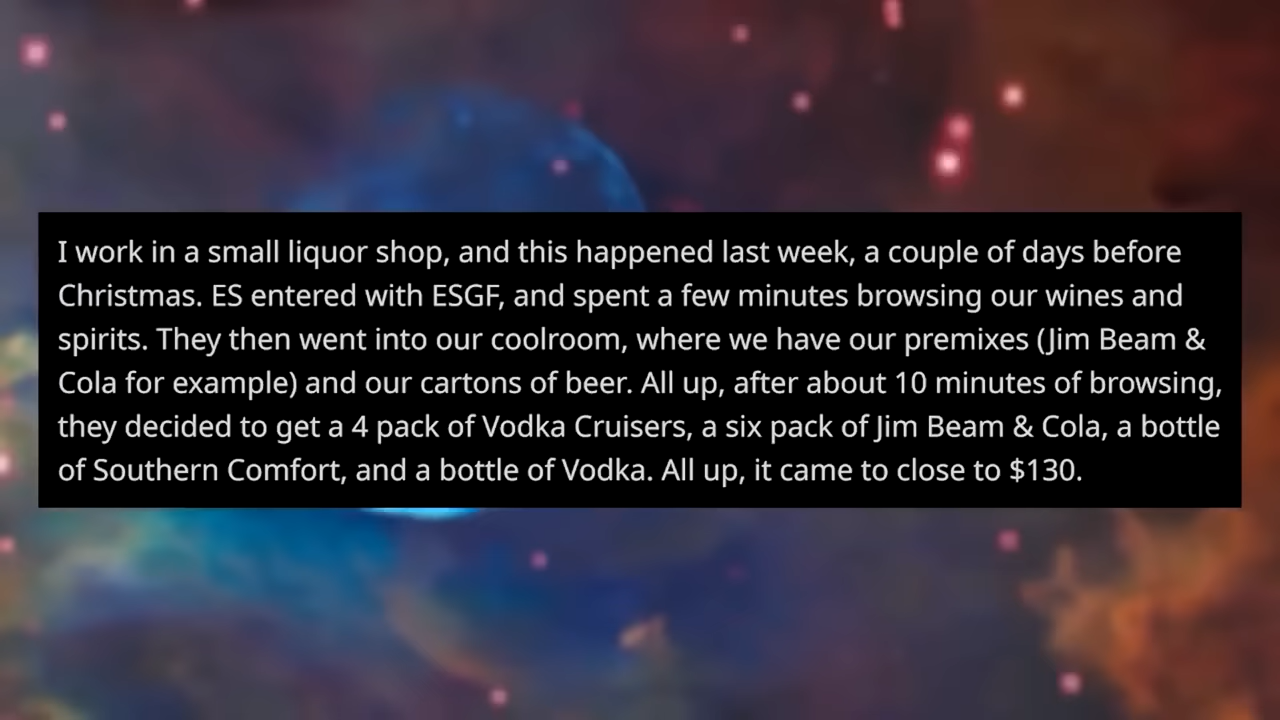 I work in a small liquor shop, and this happened last week, a couple of days before
Christmas. ES entered with ESGF, and spent a few minutes browsing our wines and
spirits. They then went into our coolroom, where we have our premixes (Jim Beam &
Cola for example) and our cartons of beer. All up, after about 10 minutes of browsing,
they decided to get a 4 pack of Vodka Cruisers, a six pack of Jim Beam & Cola, a bottle
of Southern Comfort, and a bottle of Vodka. All up, it came to close to $130.